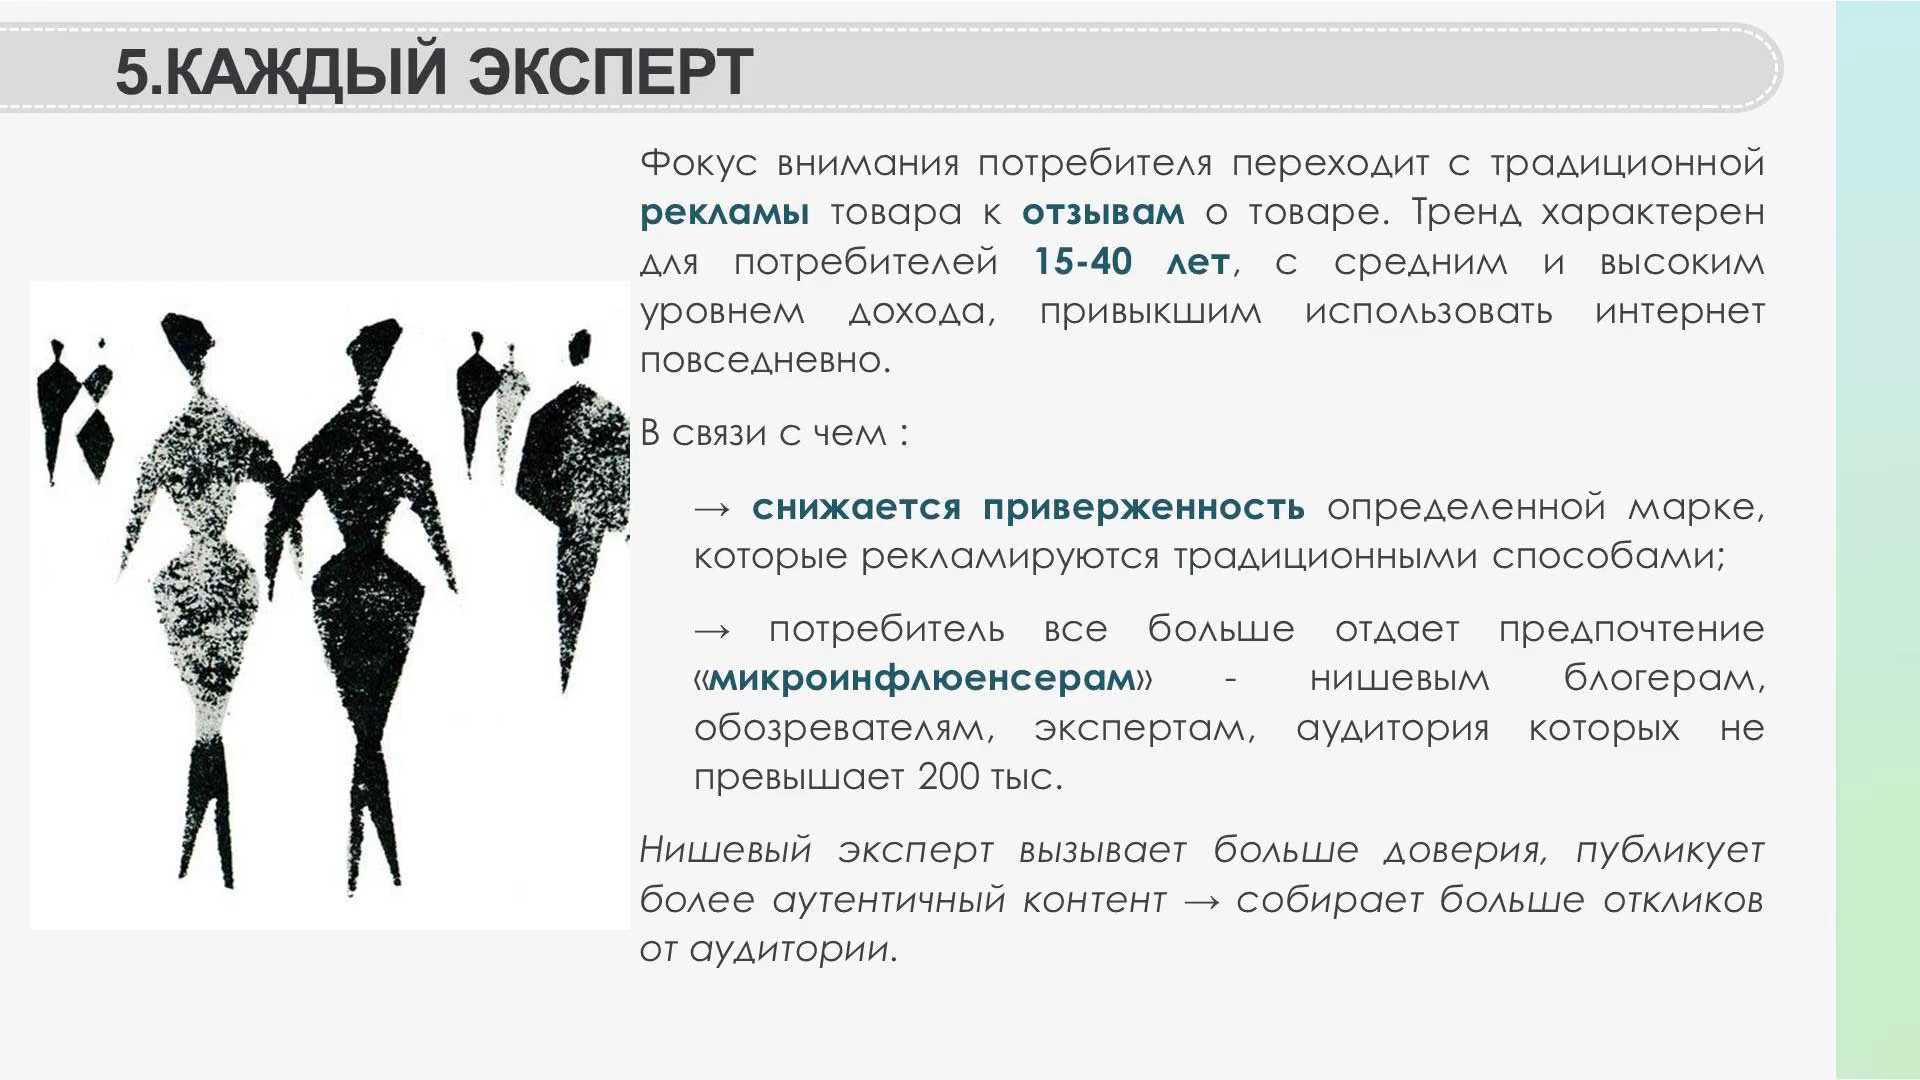 5.КАЖДЫЙ ЭКСПЕРТ
Фокус внимания потребителя переходит с традиционной
рекламы товара к отзывам о товаре. Тренд характерен
для потребителей 15-40 лет, с средним и высоким
уровнем дохода, привыкшим использовать интернет
повседневно.
В связи с чем :
→ снижается приверженность определенной марке,
которые рекламируются традиционными способами;
→ потребитель все больше отдает предпочтение
«микроинфлюенсерам» - нишевым блогерам,
обозревателям, экспертам, аудитория которых не
превышает 200 тыс.
Нишевый эксперт вызывает больше доверия, публикует
более аутентичный контент → собирает больше откликов
от аудитории.